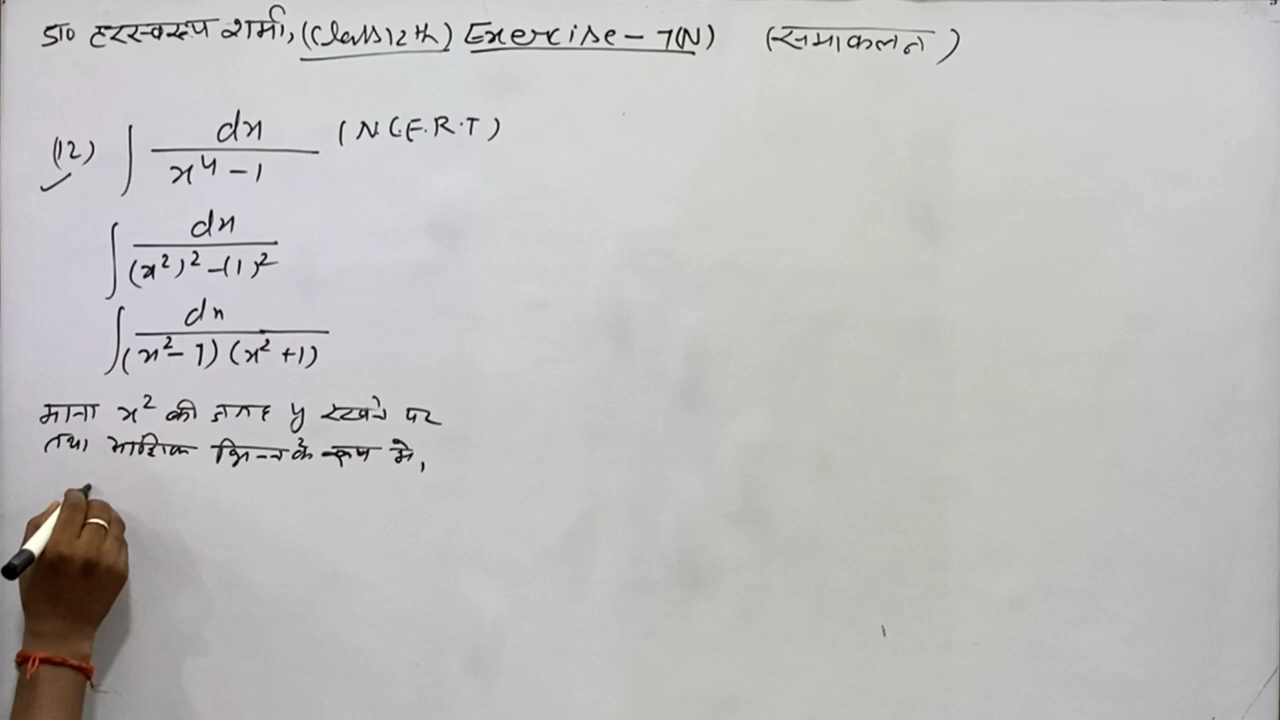 डा० हरस्वरूप शर्मा, (Class 12th) Exercise - 7(N) (समाकलन)
(12) ∫ dx / (x⁴ - 1) (N.C.E.R.T)
∫ dx / ((x²)² - (1)²)
∫ dx / ((x² - 1)(x² + 1))
माना x² की जगह y रखने पर
तथा आंशिक भिन्न के रूप में,